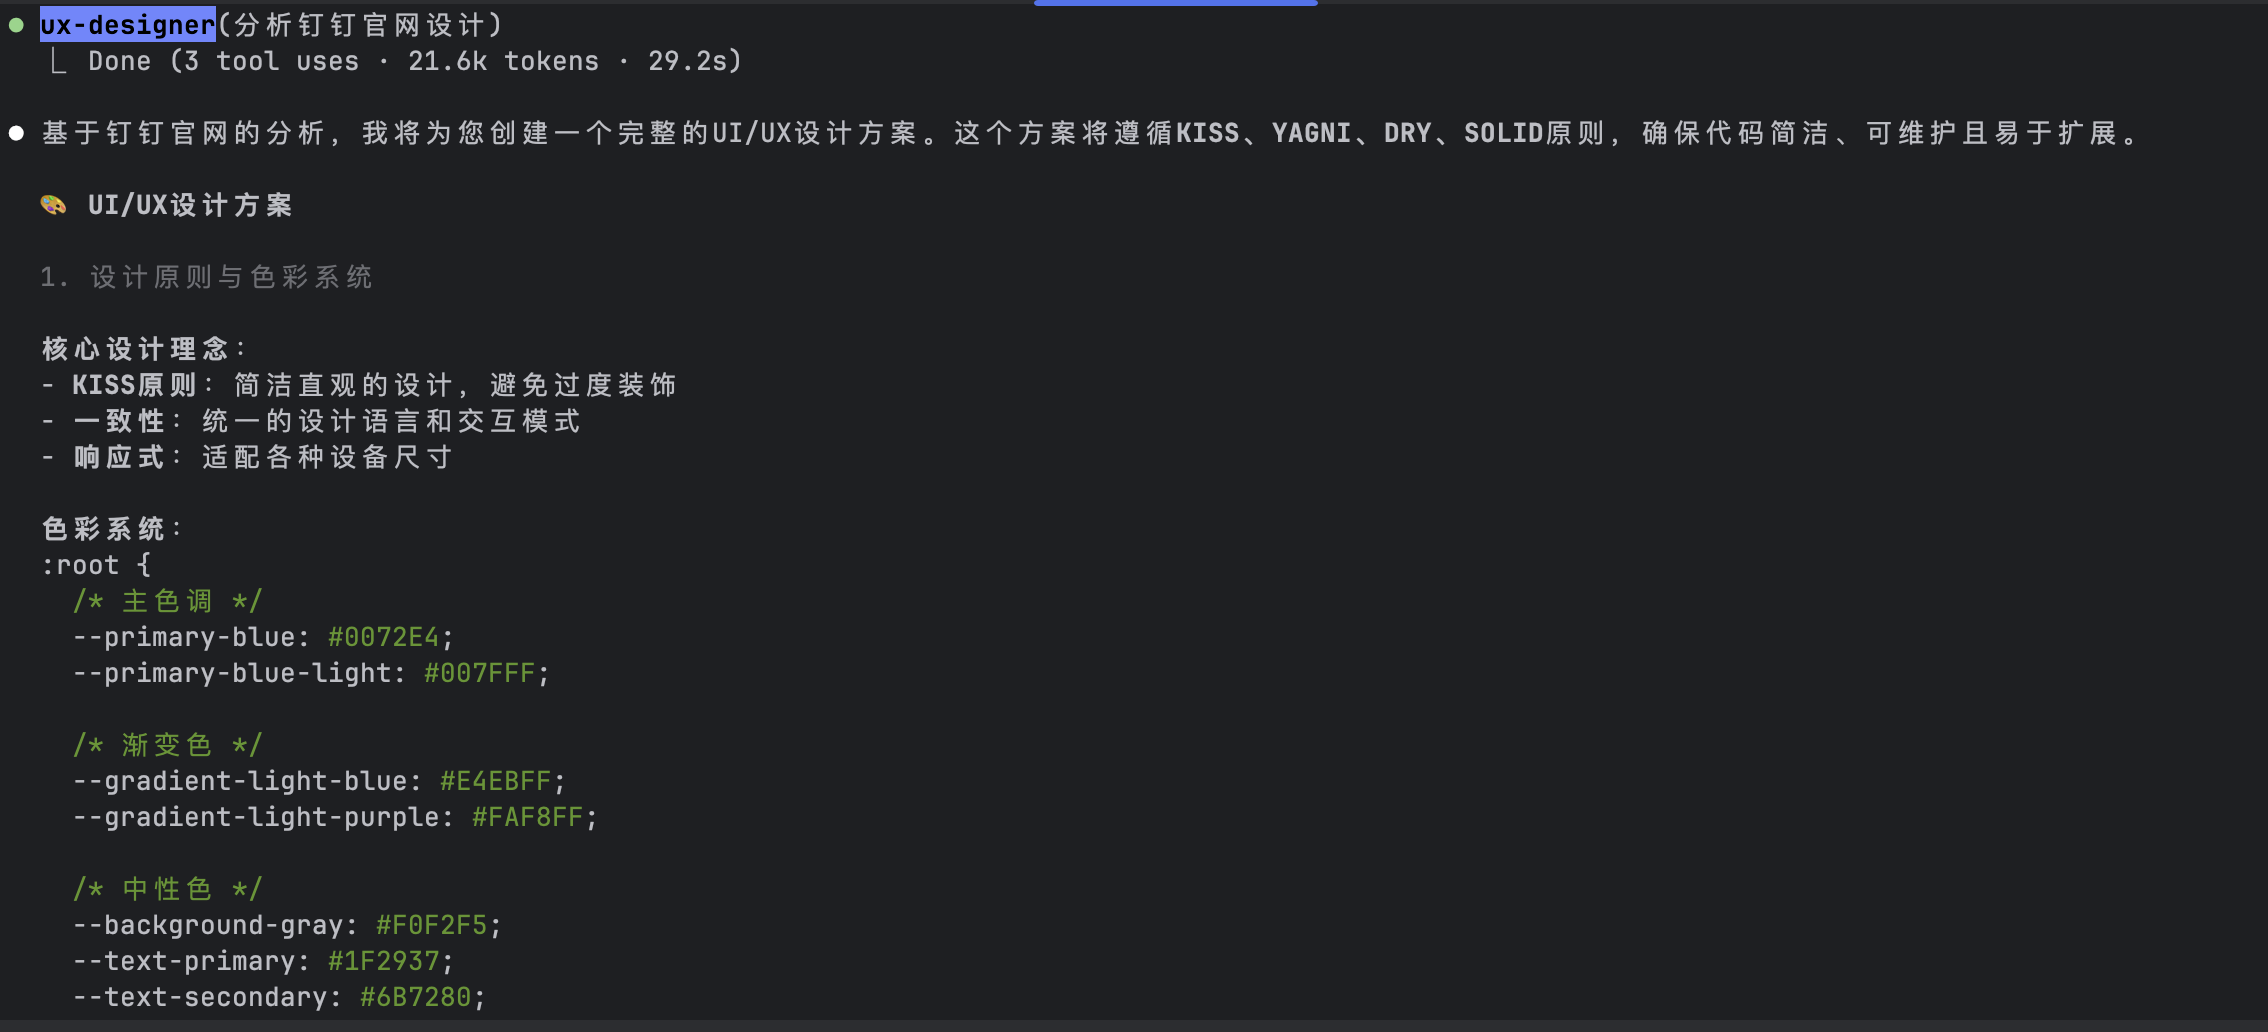 ux-designer(分析钉钉官网设计)
Done (3 tool uses · 21.6k tokens · 29.2s)
基于钉钉官网的分析，我将为您创建一个完整的UI/UX设计方案。这个方案将遵循KISS、YAGNI、DRY、SOLID原则，确保代码简洁、可维护且易于扩展。
🎨 UI/UX设计方案
1. 设计原则与色彩系统
核心设计理念：
- KISS原则：简洁直观的设计，避免过度装饰
- 一致性：统一的设计语言和交互模式
- 响应式：适配各种设备尺寸
色彩系统：
:root {
/* 主色调 */
--primary-blue: #0072E4;
--primary-blue-light: #007FFF;
/* 渐变色 */
--gradient-light-blue: #E4EBFF;
--gradient-light-purple: #FAF8FF;
/* 中性色 */
--background-gray: #F0F2F5;
--text-primary: #1F2937;
--text-secondary: #6B7280;